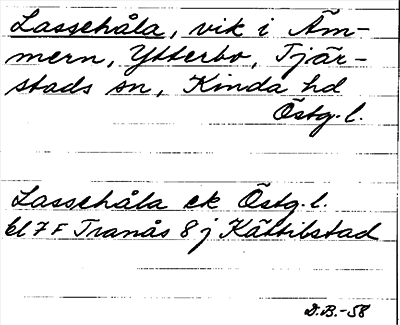 Lassehåla, vik i Äm-
mern, Ytterbo, Tjär-
stads sn, Kinda hd
Östg.l.
Lassehåla ek Östg.l.
bl 7 F Tranås 8 j Kättilstad
D.B.-58